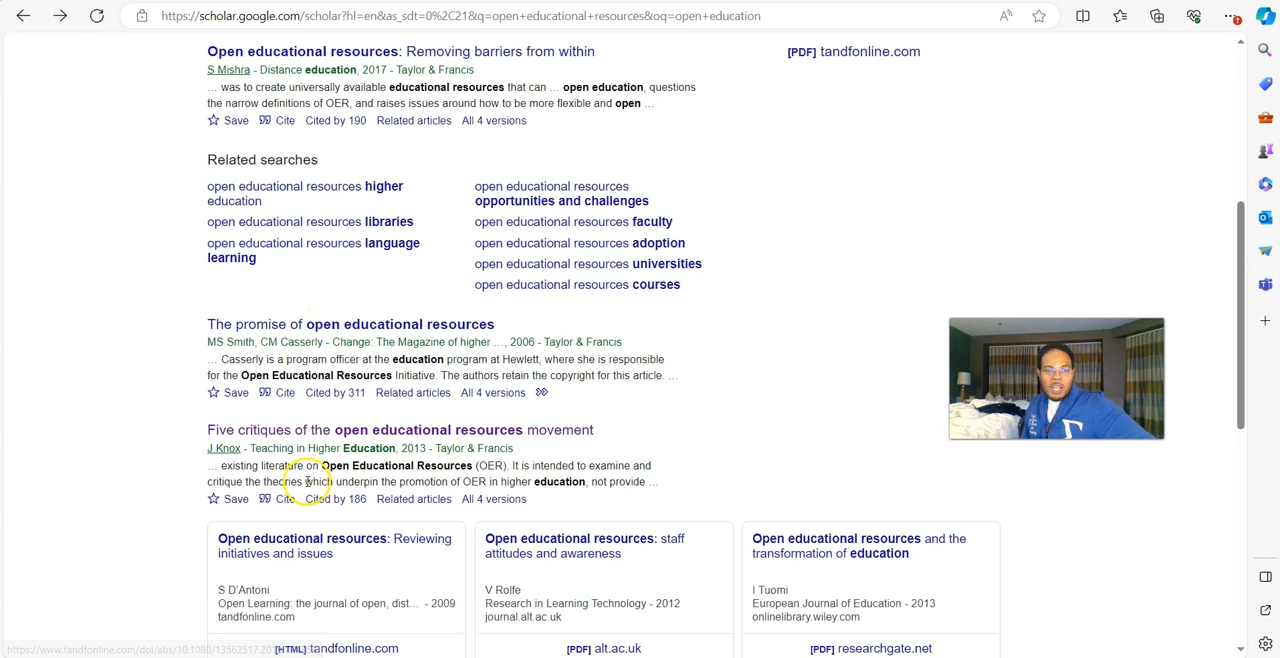 https://scholar.google.com/scholar?hl=en&as_sdt=0%2C21&q=open+educational+resources&oq=open+education
Open educational resources: Removing barriers from within
[PDF] tandfonline.com
S Mishra - Distance education, 2017 - Taylor & Francis
... was to create universally available educational resources that can ... open education, questions
the narrow definitions of OER, and raises issues around how to be more flexible and open ...
Save Cite Cited by 190 Related articles All 4 versions
Related searches
open educational resources higher
education
open educational resources libraries
open educational resources language
learning
open educational resources
opportunities and challenges
open educational resources faculty
open educational resources adoption
open educational resources universities
open educational resources courses
The promise of open educational resources
MS Smith, CM Casserly - Change: The Magazine of higher ..., 2006 - Taylor & Francis
... Casserly is a program officer at the education program at Hewlett, where she is responsible
for the Open Educational Resources Initiative. The authors retain the copyright for this article. ...
Save Cite Cited by 311 Related articles All 4 versions
Five critiques of the open educational resources movement
J Knox - Teaching in Higher Education, 2013 - Taylor & Francis
... existing literature on Open Educational Resources (OER). It is intended to examine and
critique the theories which underpin the promotion of OER in higher education, not provide ...
Save Cite Cited by 186 Related articles All 4 versions
Open educational resources: Reviewing
initiatives and issues
S D'Antoni
Open Learning: the journal of open, dist... - 2009
tandfonline.com
[HTML] tandfonline.com
Open educational resources: staff
attitudes and awareness
V Rolfe
Research in Learning Technology - 2012
journal.alt.ac.uk
[PDF] alt.ac.uk
Open educational resources and the
transformation of education
I Tuomi
European Journal of Education - 2013
onlinelibrary.wiley.com
[PDF] researchgate.net
https://www.tandfonline.com/doi/abs/10.1080/13562517.20